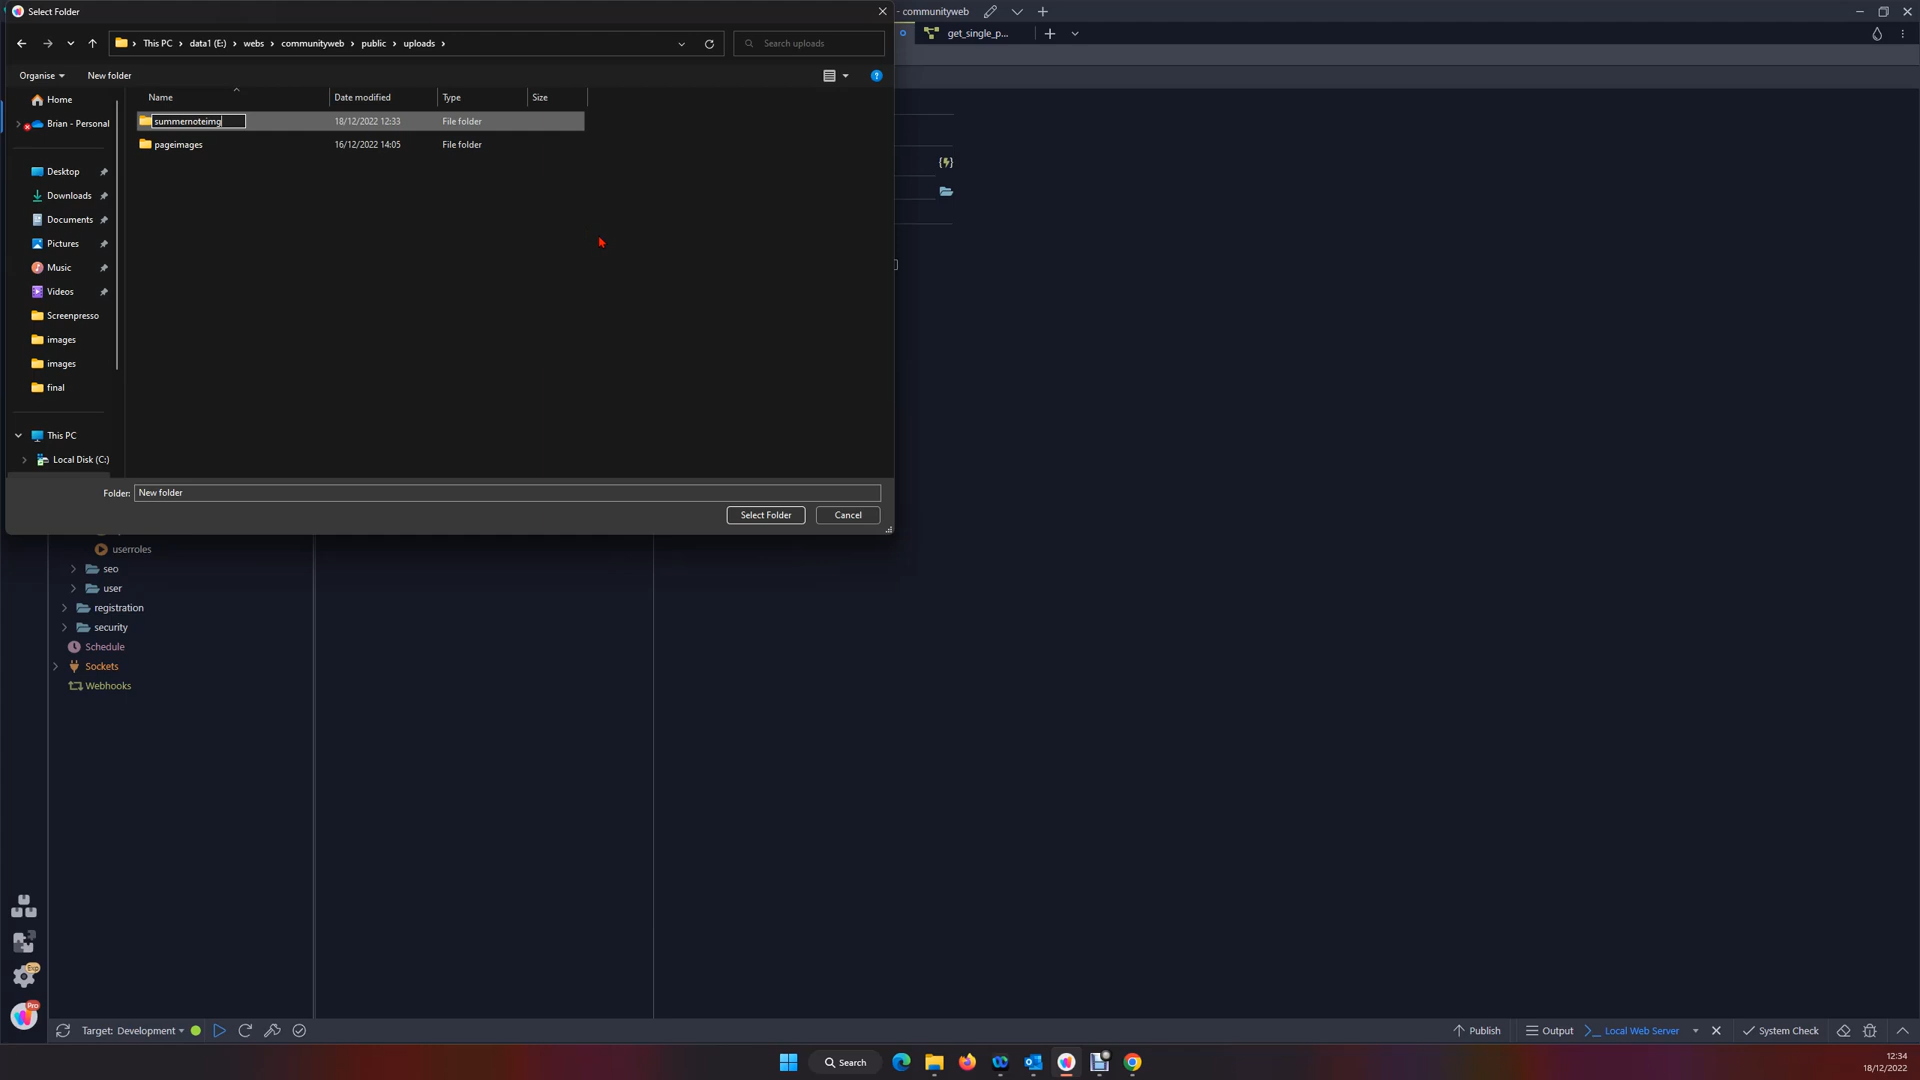 Select Folder
- communityweb
This PC > data1 (E:) > webs > communityweb > public > uploads >
Search uploads
get_single_p...
Organise
New folder
Name
Date modified
Type
Size
Home
Brian - Personal
summernoteimg
18/12/2022 12:33
File folder
pageimages
16/12/2022 14:05
File folder
Desktop
Downloads
Documents
Pictures
Music
Videos
Screenpresso
images
images
final
This PC
Local Disk (C:)
Folder: New folder
Select Folder
Cancel
userroles
seo
user
registration
security
Schedule
Sockets
Webhooks
Exp
Pro
Target: Development
Publish
Output
Local Web Server
System Check
Search
12:34
18/12/2022